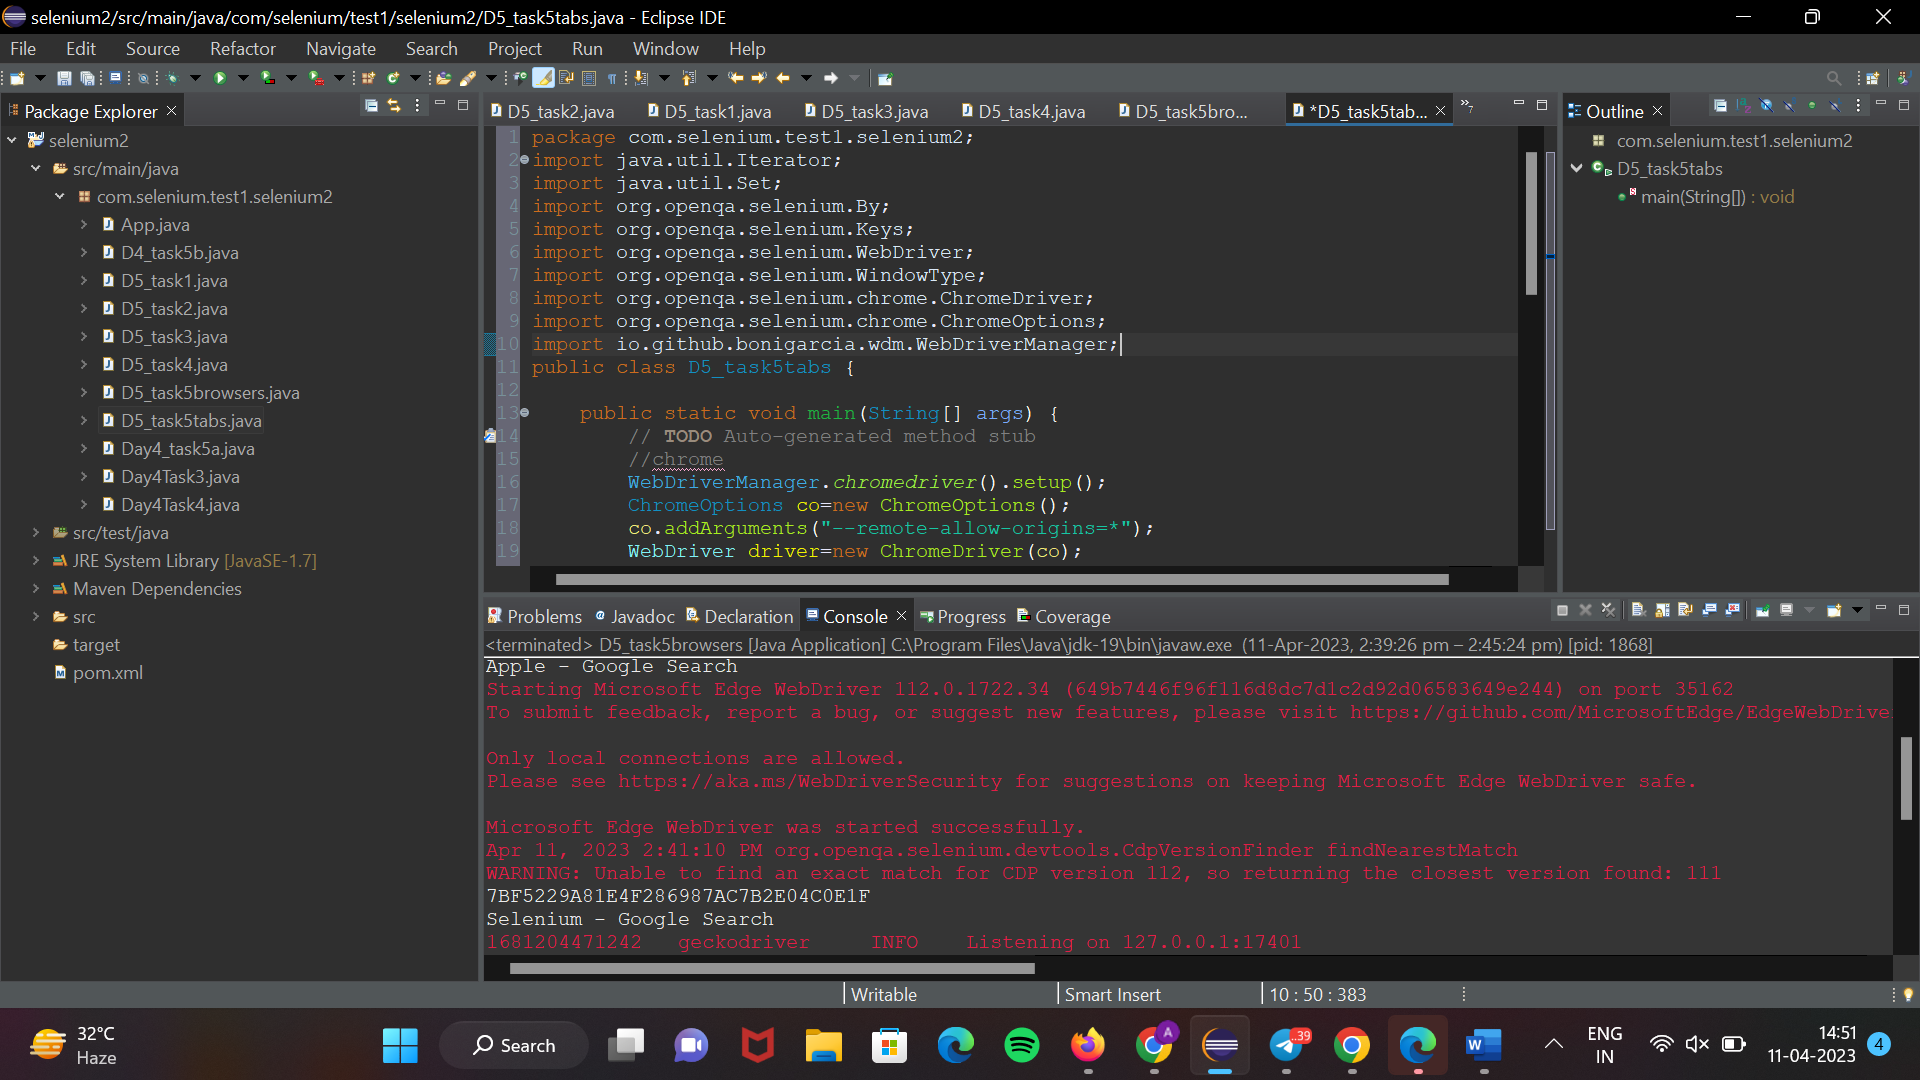 selenium2/src/main/java/com/selenium/test1/selenium2/D5_task5tabs.java - Eclipse IDE
File Edit Source Refactor Navigate Search Project Run Window Help
Package Explorer
selenium2
src/main/java
com.selenium.test1.selenium2
App.java
D4_task5b.java
D5_task1.java
D5_task2.java
D5_task3.java
D5_task4.java
D5_task5browsers.java
D5_task5tabs.java
Day4_task5a.java
Day4Task3.java
Day4Task4.java
src/test/java
JRE System Library [JavaSE-1.7]
Maven Dependencies
src
target
pom.xml
D5_task2.java D5_task1.java D5_task3.java D5_task4.java D5_task5bro... *D5_task5tab... »7
1 package com.selenium.test1.selenium2;
2 import java.util.Iterator;
3 import java.util.Set;
4 import org.openqa.selenium.By;
5 import org.openqa.selenium.Keys;
6 import org.openqa.selenium.WebDriver;
7 import org.openqa.selenium.WindowType;
8 import org.openqa.selenium.chrome.ChromeDriver;
9 import org.openqa.selenium.chrome.ChromeOptions;
10 import io.github.bonigarcia.wdm.WebDriverManager;
11 public class D5_task5tabs {
12
13 public static void main(String[] args) {
14 // TODO Auto-generated method stub
15 //chrome
16 WebDriverManager.chromedriver().setup();
17 ChromeOptions co=new ChromeOptions();
18 co.addArguments("--remote-allow-origins=*");
19 WebDriver driver=new ChromeDriver(co);
Outline
com.selenium.test1.selenium2
D5_task5tabs
main(String[]) : void
Problems Javadoc Declaration Console Progress Coverage
<terminated> D5_task5browsers [Java Application] C:\Program Files\Java\jdk-19\bin\javaw.exe (11-Apr-2023, 2:39:26 pm – 2:45:24 pm) [pid: 1868]
Apple - Google Search
Starting Microsoft Edge WebDriver 112.0.1722.34 (649b7446f96f116d8dc7d1c2d92d06583649e244) on port 35162
To submit feedback, report a bug, or suggest new features, please visit https://github.com/MicrosoftEdge/EdgeWebDrive
Only local connections are allowed.
Please see https://aka.ms/WebDriverSecurity for suggestions on keeping Microsoft Edge WebDriver safe.
Microsoft Edge WebDriver was started successfully.
Apr 11, 2023 2:41:10 PM org.openqa.selenium.devtools.CdpVersionFinder findNearestMatch
WARNING: Unable to find an exact match for CDP version 112, so returning the closest version found: 111
7BF5229A81E4F286987AC7B2E04C0E1F
Selenium - Google Search
1681204471242 geckodriver INFO Listening on 127.0.0.1:17401
Writable Smart Insert 10 : 50 : 383
32°C
Haze
Search
A
39
ENG
IN
14:51
11-04-2023
4